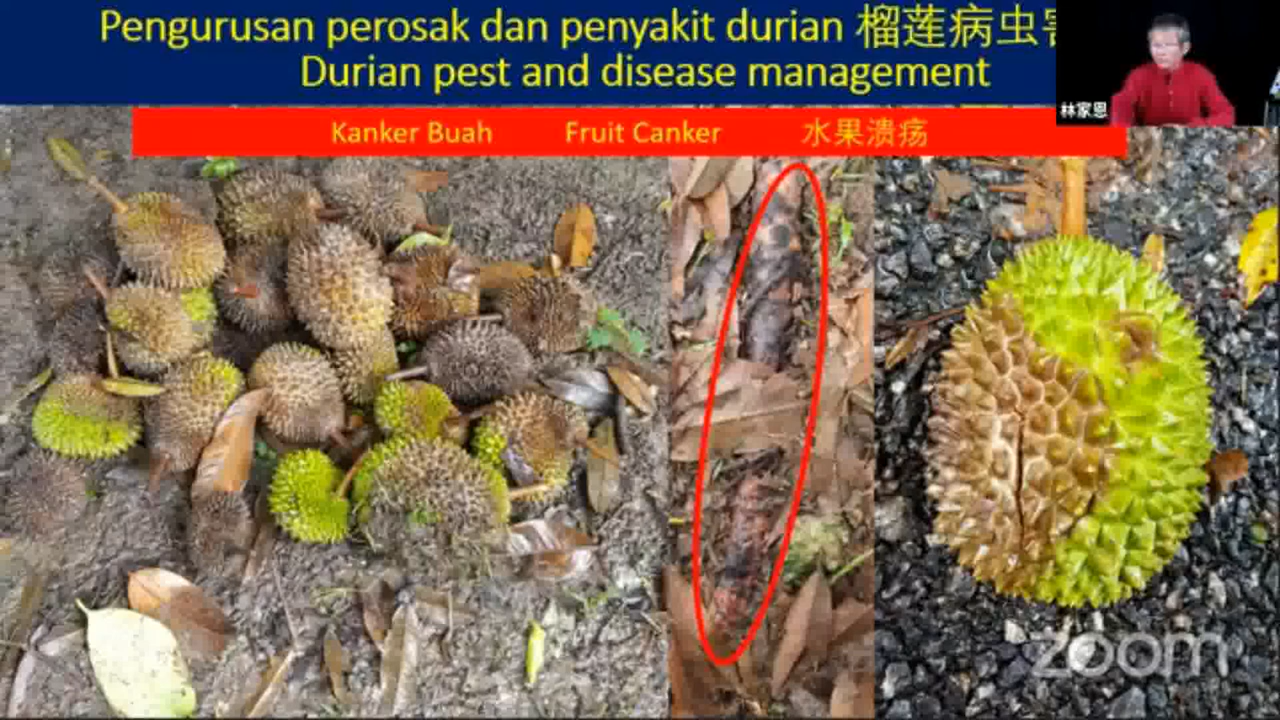 Pengurusan perosak dan penyakit durian 榴莲病虫害
Durian pest and disease management
林家恩
Kanker Buah Fruit Canker 水果溃疡
zoom